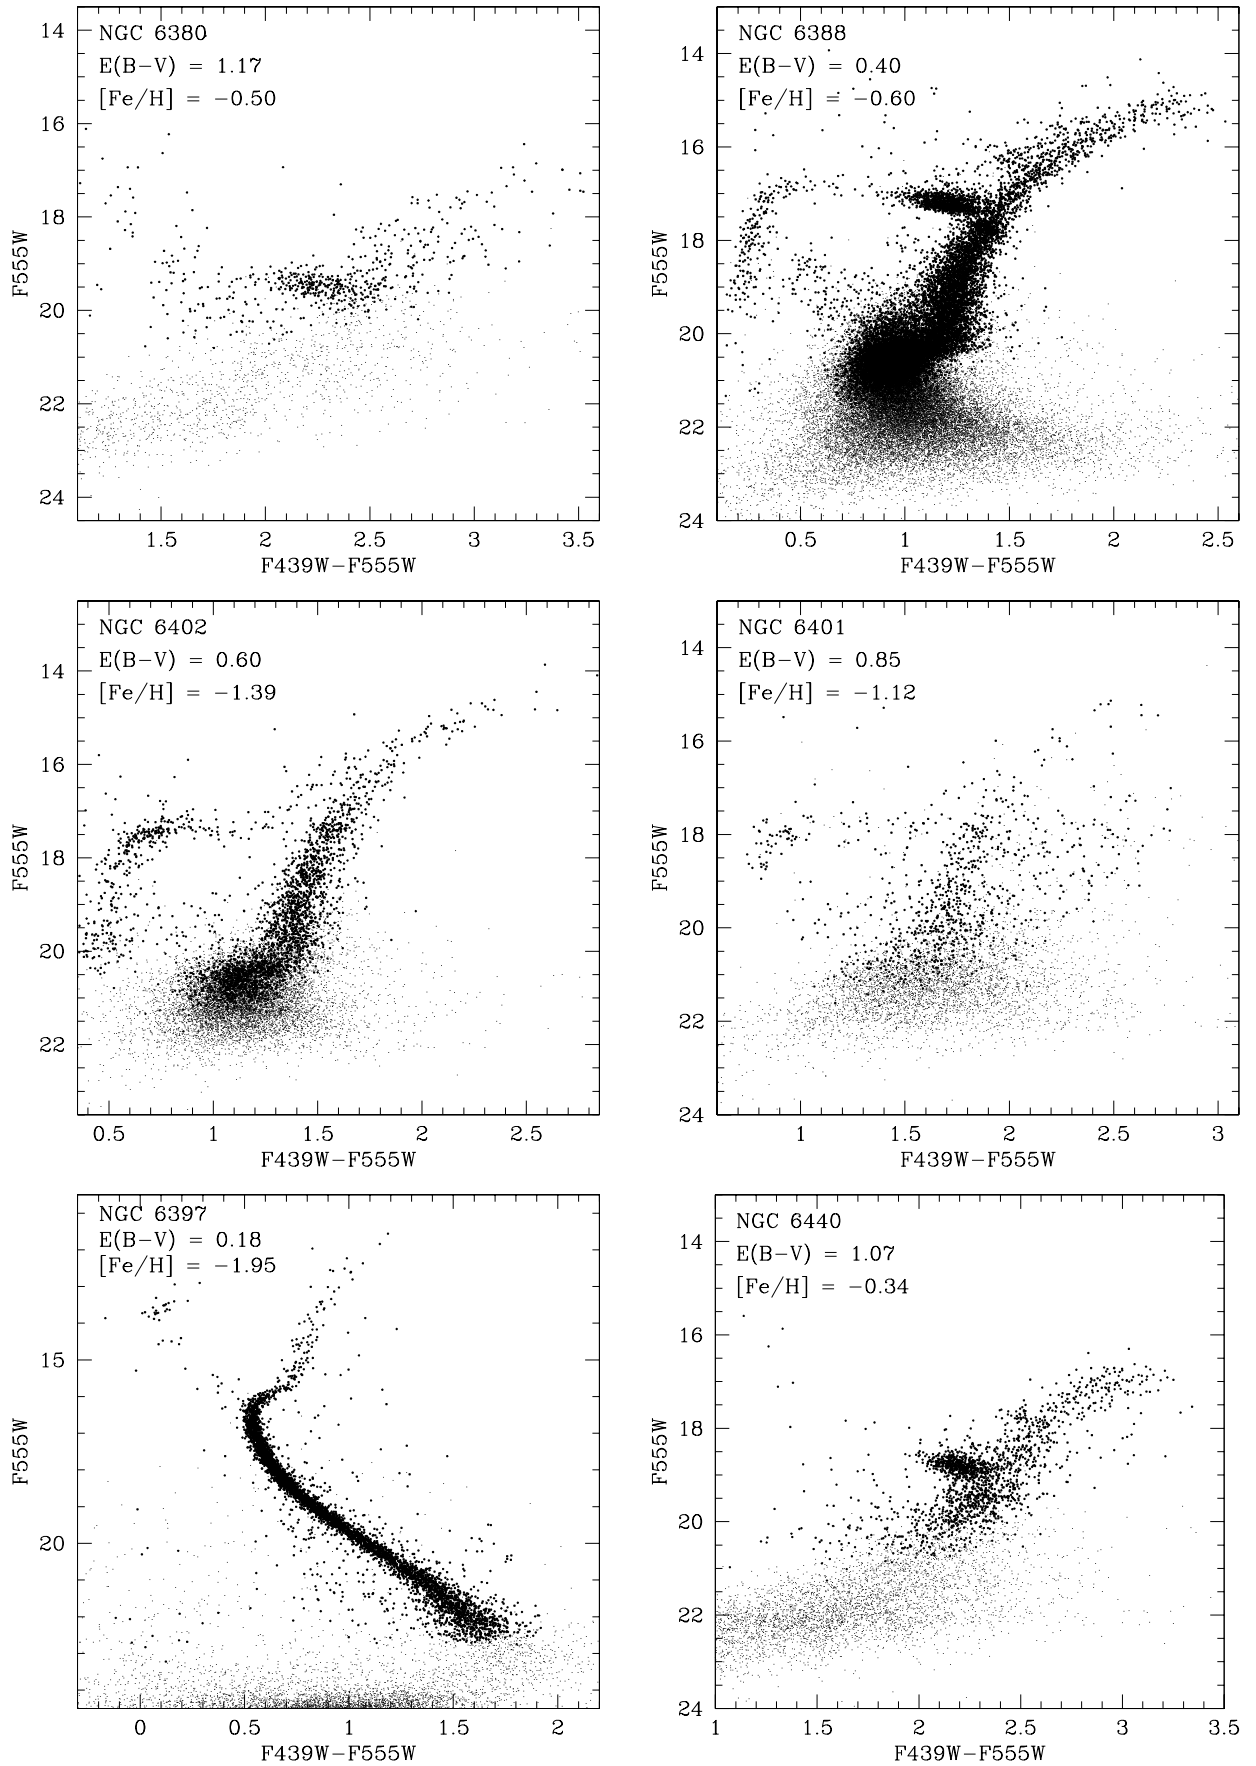 NGC 6380
E(B−V) = 1.17
[Fe/H] = −0.50
14
16
18
20
22
24
F555W
1.5 2 2.5 3 3.5
F439W−F555W
NGC 6388
E(B−V) = 0.40
[Fe/H] = −0.60
14
16
18
20
22
24
F555W
0.5 1 1.5 2 2.5
F439W−F555W
NGC 6402
E(B−V) = 0.60
[Fe/H] = −1.39
14
16
18
20
22
F555W
0.5 1 1.5 2 2.5
F439W−F555W
NGC 6401
E(B−V) = 0.85
[Fe/H] = −1.12
14
16
18
20
22
24
F555W
1 1.5 2 2.5 3
F439W−F555W
NGC 6397
E(B−V) = 0.18
[Fe/H] = −1.95
15
20
F555W
0 0.5 1 1.5 2
F439W−F555W
NGC 6440
E(B−V) = 1.07
[Fe/H] = −0.34
14
16
18
20
22
24
F555W
1 1.5 2 2.5 3 3.5
F439W−F555W